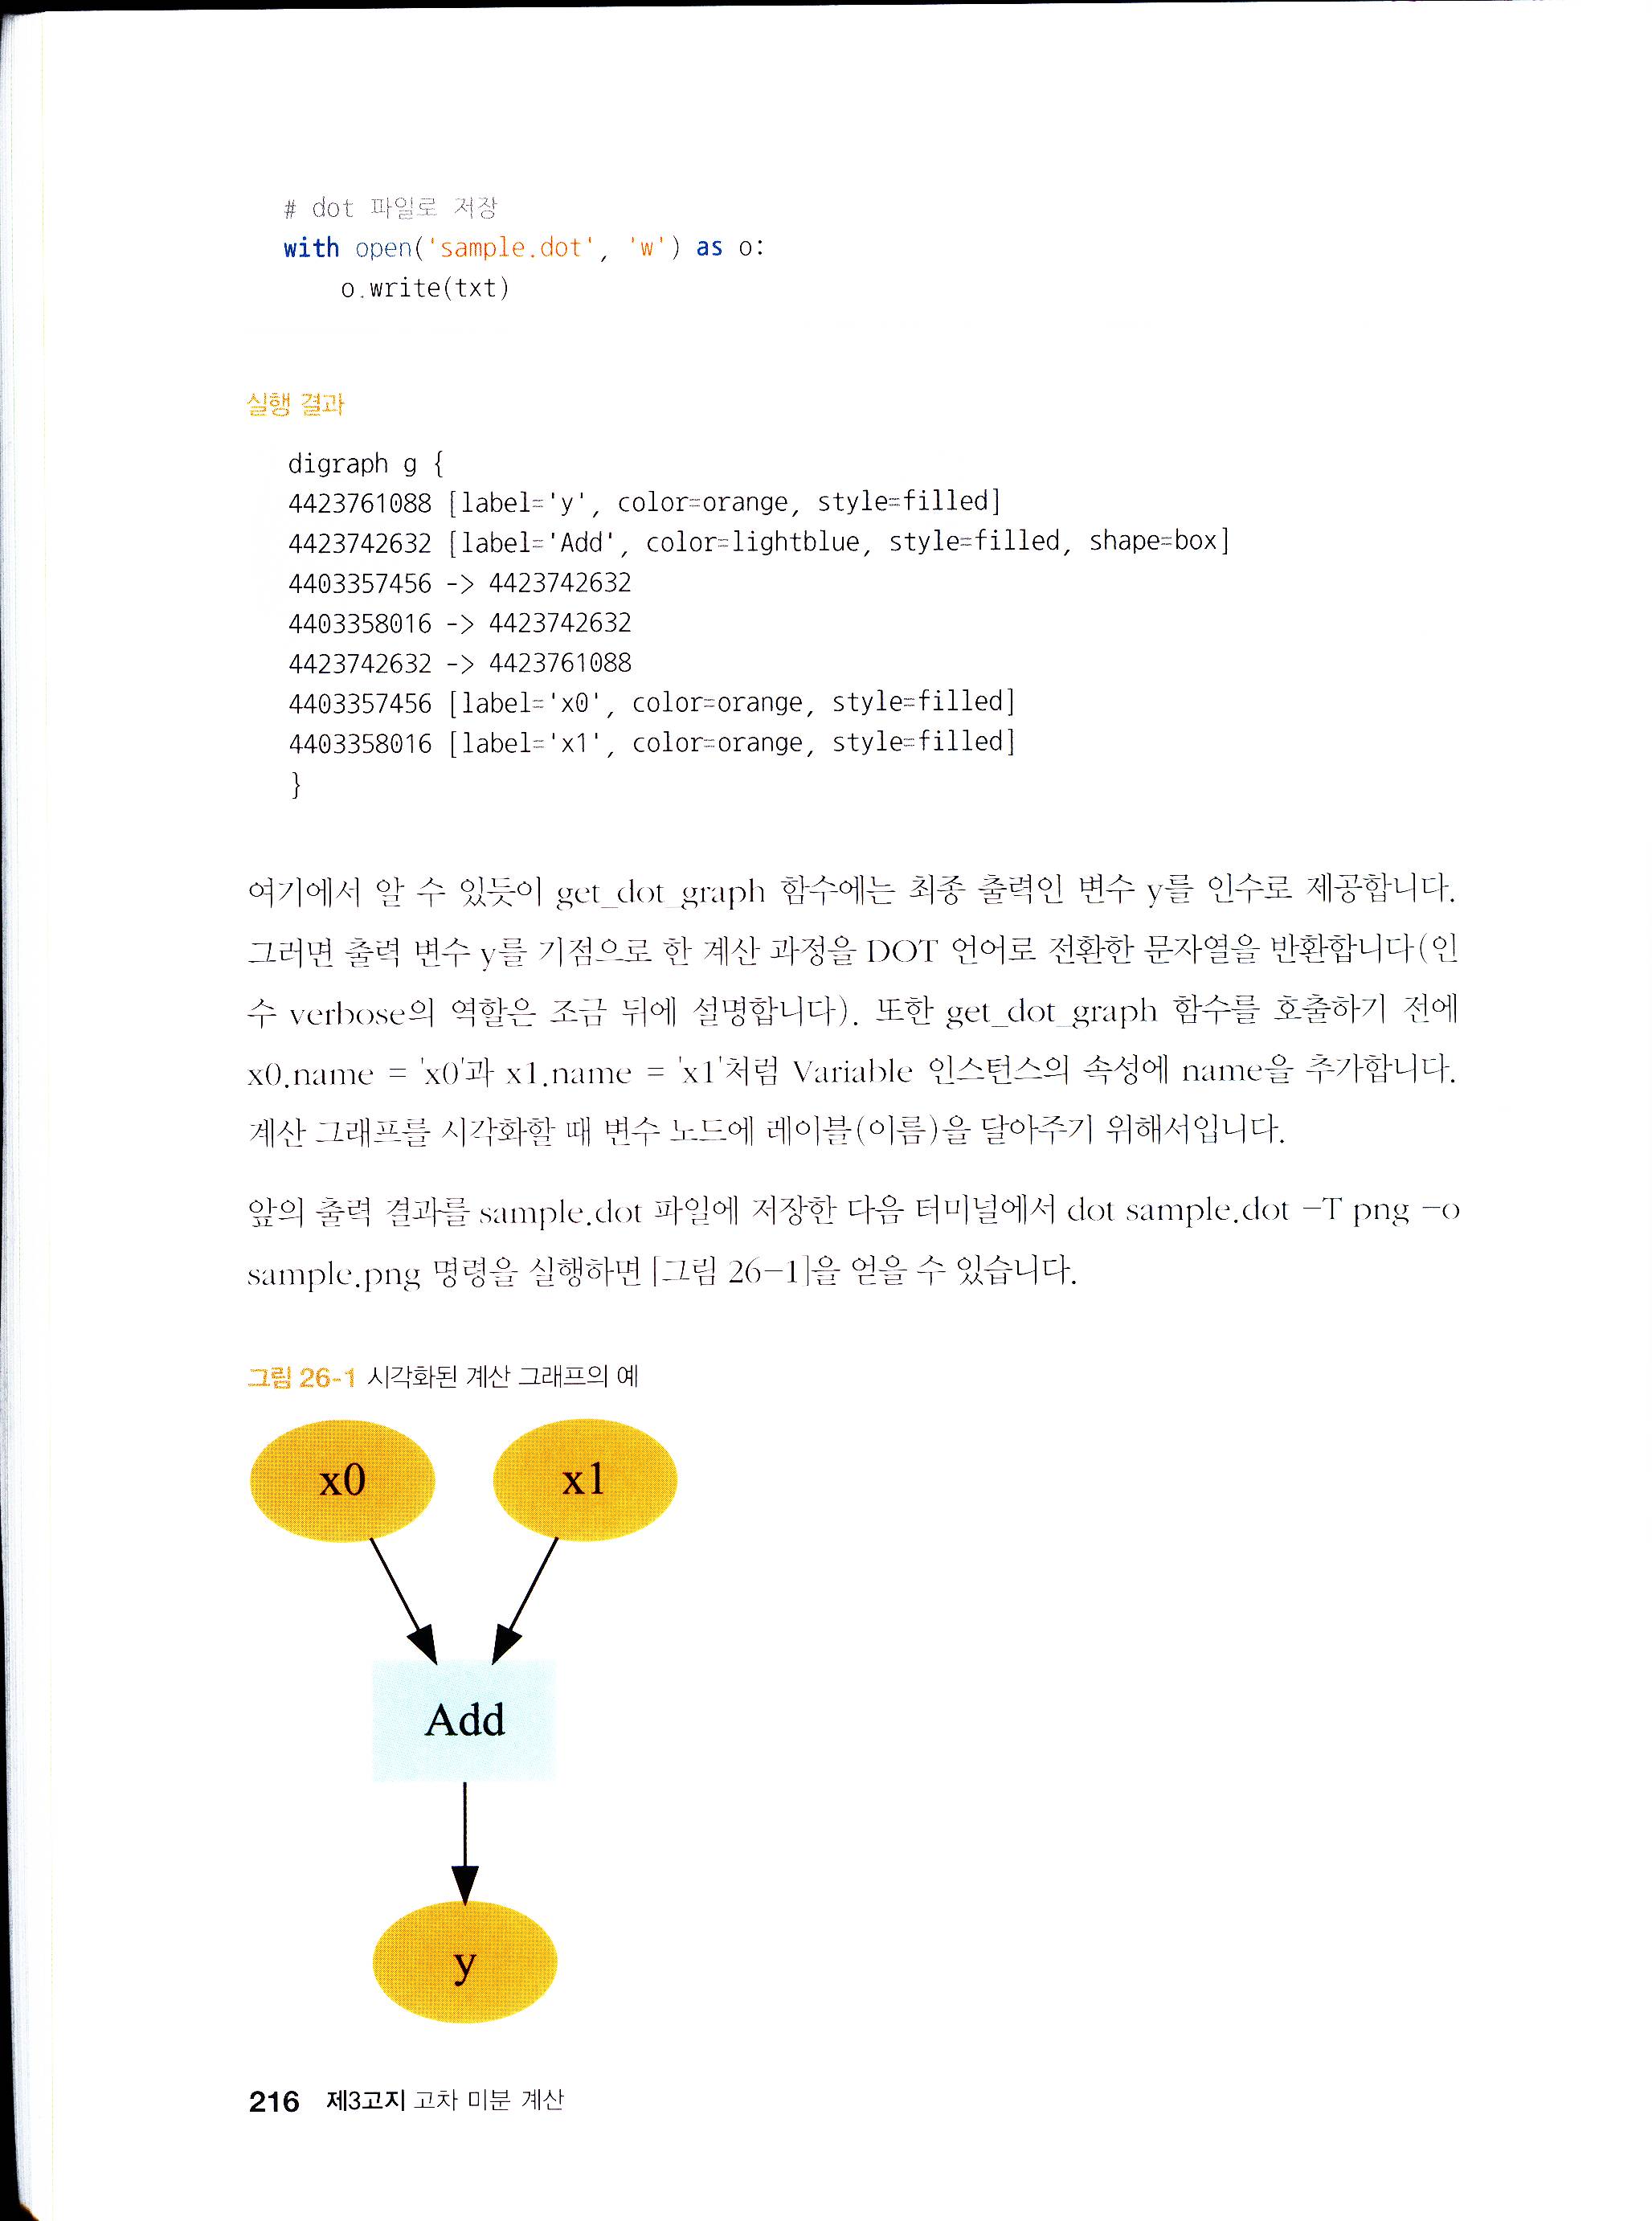 # dot 파일로 저장
with open('sample.dot', 'w') as o:
    o.write(txt)
실행 결과
digraph g {
4423761088 [label='y', color=orange, style=filled]
4423742632 [label='Add', color=lightblue, style=filled, shape=box]
4403357456 -> 4423742632
4403358016 -> 4423742632
4423742632 -> 4423761088
4403357456 [label='x0', color=orange, style=filled]
4403358016 [label='x1', color=orange, style=filled]
}
여기에서 알 수 있듯이 get_dot_graph 함수에는 최종 출력인 변수 y를 인수로 제공합니다.
그러면 출력 변수 y를 기점으로 한 계산 과정을 DOT 언어로 전환한 문자열을 반환합니다(인
수 verbose의 역할은 조금 뒤에 설명합니다). 또한 get_dot_graph 함수를 호출하기 전에
x0.name = 'x0'과 x1.name = 'x1'처럼 Variable 인스턴스의 속성에 name을 추가합니다.
계산 그래프를 시각화할 때 변수 노드에 레이블(이름)을 달아주기 위해서입니다.
앞의 출력 결과를 sample.dot 파일에 저장한 다음 터미널에서 dot sample.dot -T png -o
sample.png 명령을 실행하면 [그림 26-1]을 얻을 수 있습니다.
그림 26-1 시각화된 계산 그래프의 예
x0 x1
Add
y
216 제3고지 고차 미분 계산